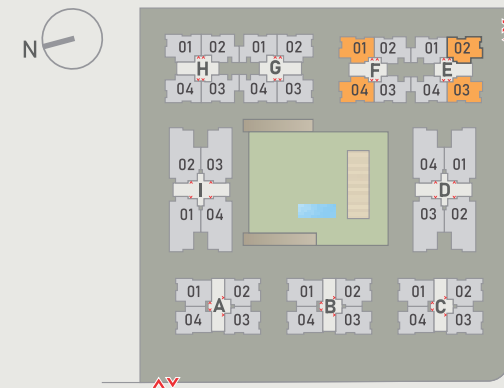 N
01 02 01 02
H G
04 03 04 03
01 02 01 02
F E
04 03 04 03
02 03
I
01 04
04 01
D
03 02
01 02
A
04 03
01 02
B
04 03
01 02
C
04 03